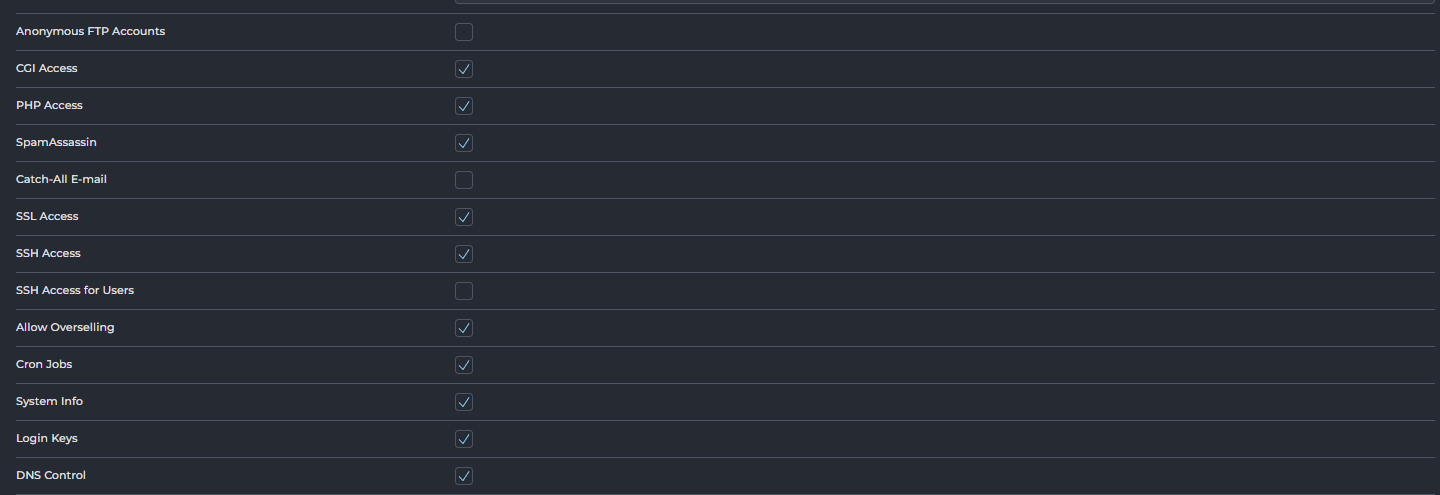 Anonymous FTP Accounts
CGI Access
PHP Access
SpamAssassin
Catch-All E-mail
SSL Access
SSH Access
SSH Access for Users
Allow Overselling
Cron Jobs
System Info
Login Keys
DNS Control